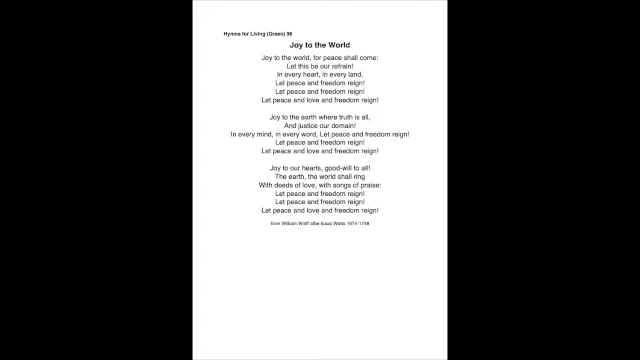 Hymns for Living (Green) 96
Joy to the World
Joy to the world, for peace shall come:
Let this be our refrain!
In every heart, in every land,
Let peace and freedom reign!
Let peace and freedom reign!
Let peace and love and freedom reign!
Joy to the earth where truth is all,
And justice our domain!
In every mind, in every word, Let peace and freedom reign!
Let peace and freedom reign!
Let peace and love and freedom reign!
Joy to our hearts, good-will to all!
The earth, the world shall ring
With deeds of love, with songs of praise:
Let peace and freedom reign!
Let peace and freedom reign!
Let peace and love and freedom reign!
from William Wolff after Isaac Watts 1674-1748